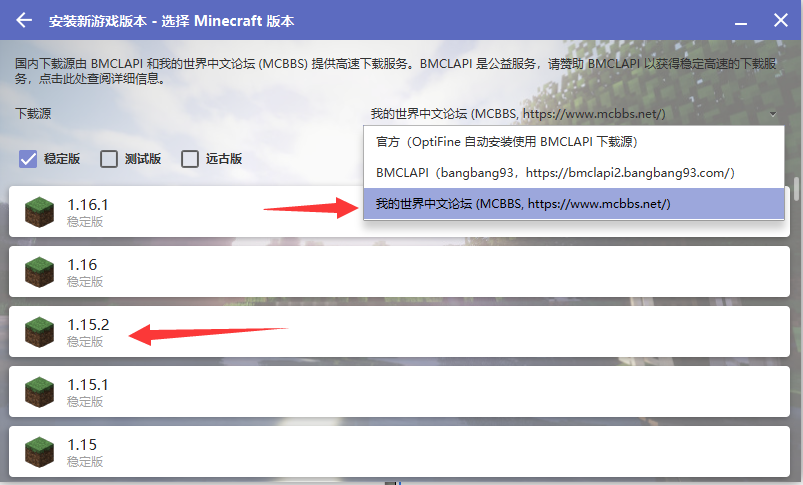 安装新游戏版本 - 选择 Minecraft 版本
国内下载源由 BMCLAPI 和我的世界中文论坛 (MCBBS) 提供高速下载服务。BMCLAPI 是公益服务，请赞助 BMCLAPI 以获得稳定高速的下载服
务，点击此处查阅详细信息。
下载源
我的世界中文论坛 (MCBBS, https://www.mcbbs.net/)
官方（OptiFine 自动安装使用 BMCLAPI 下载源）
BMCLAPI（bangbang93，https://bmclapi2.bangbang93.com/）
我的世界中文论坛 (MCBBS, https://www.mcbbs.net/)
稳定版 测试版 远古版
1.16.1
稳定版
1.16
稳定版
1.15.2
稳定版
1.15.1
稳定版
1.15
稳定版